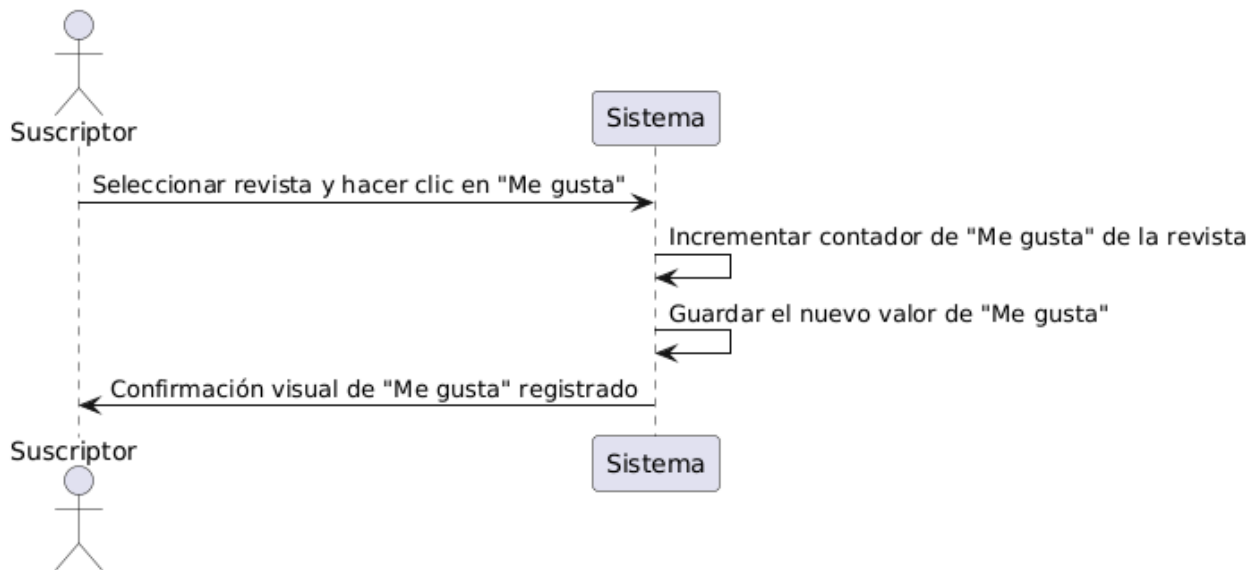 Suscriptor
Sistema
Seleccionar revista y hacer clic en "Me gusta"
Incrementar contador de "Me gusta" de la revista
Guardar el nuevo valor de "Me gusta"
Confirmación visual de "Me gusta" registrado
Suscriptor
Sistema